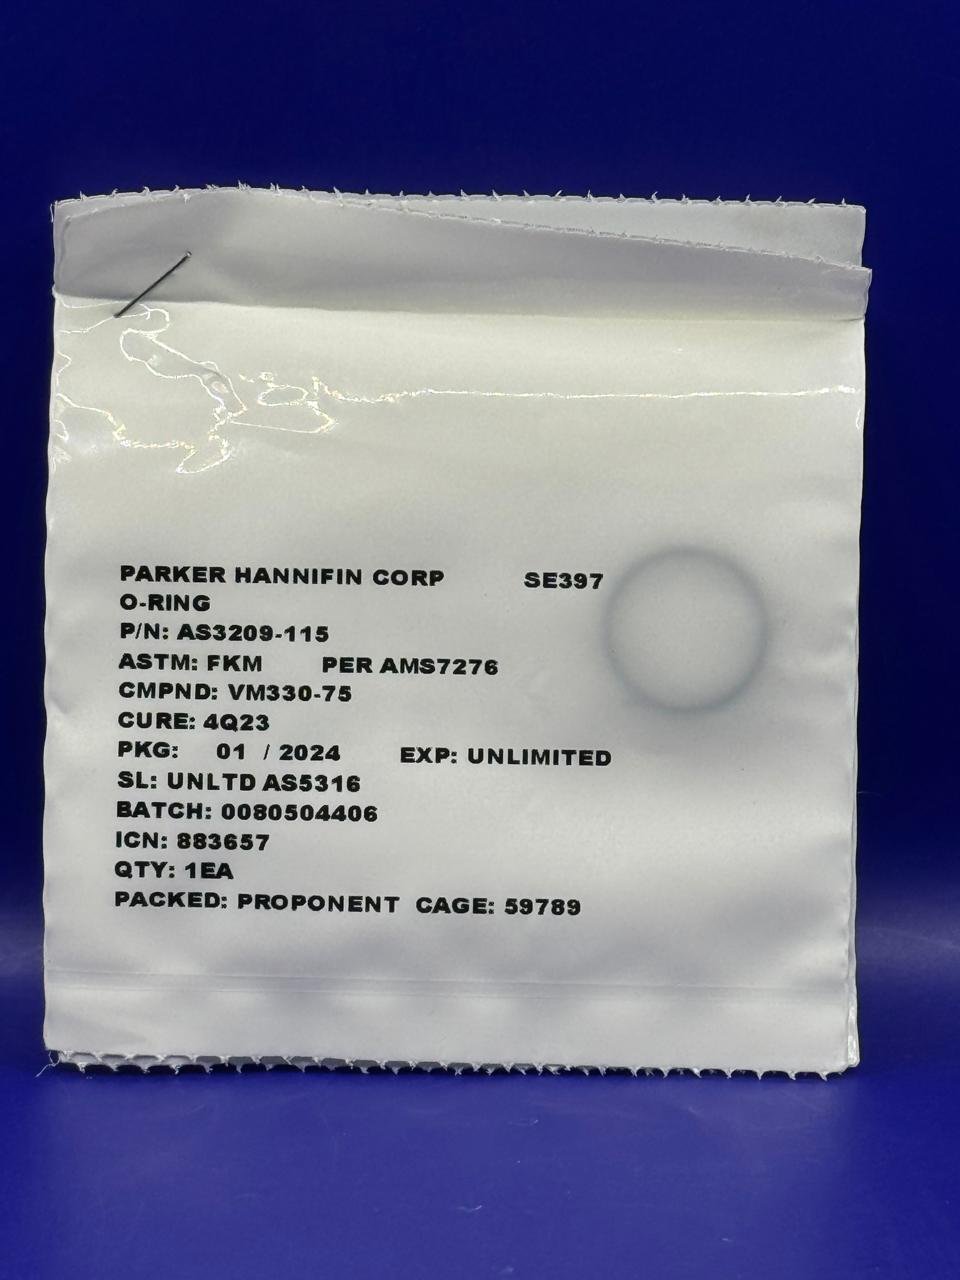 PARKER HANNIFIN CORP SE397
O-RING
P/N: AS3209-115
ASTM: FKM PER AMS7276
CMPND: VM330-75
CURE: 4Q23
PKG: 01 / 2024 EXP: UNLIMITED
SL: UNLTD AS5316
BATCH: 0080504406
ICN: 883657
QTY: 1EA
PACKED: PROPONENT CAGE: 59789